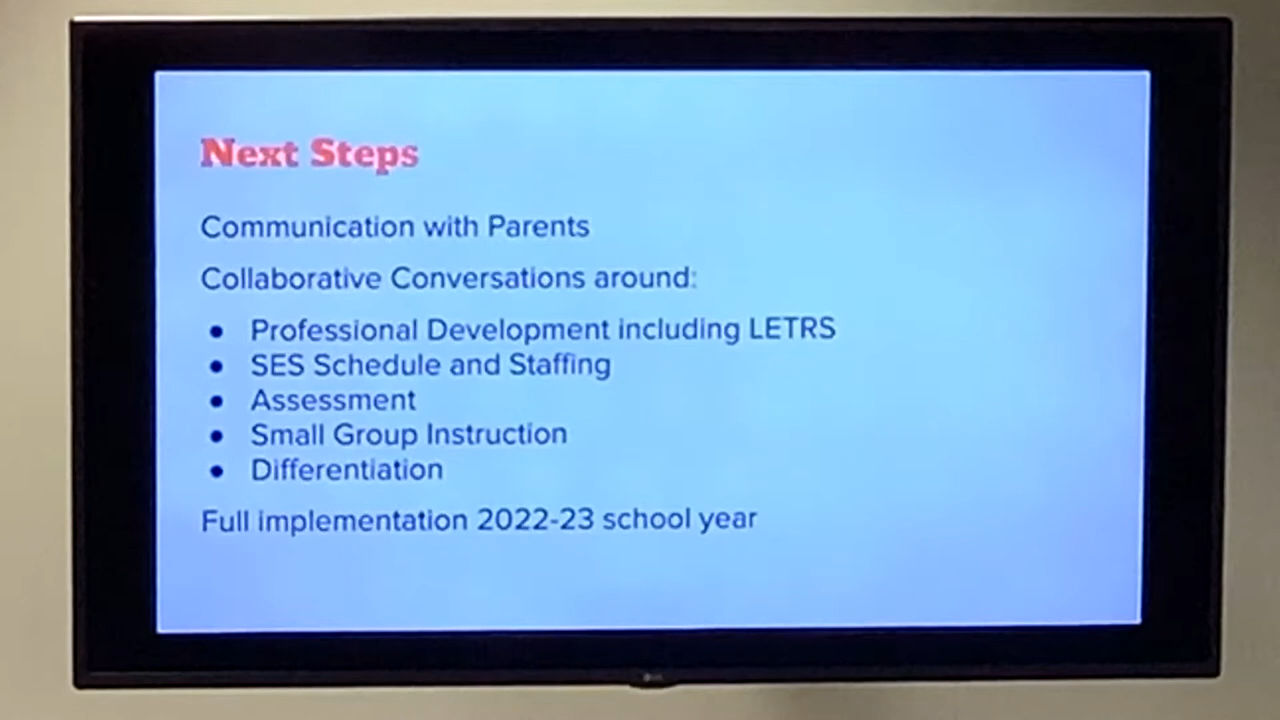 Next Steps
Communication with Parents
Collaborative Conversations around:
● Professional Development including LETRS
● SES Schedule and Staffing
● Assessment
● Small Group Instruction
● Differentiation
Full implementation 2022-23 school year